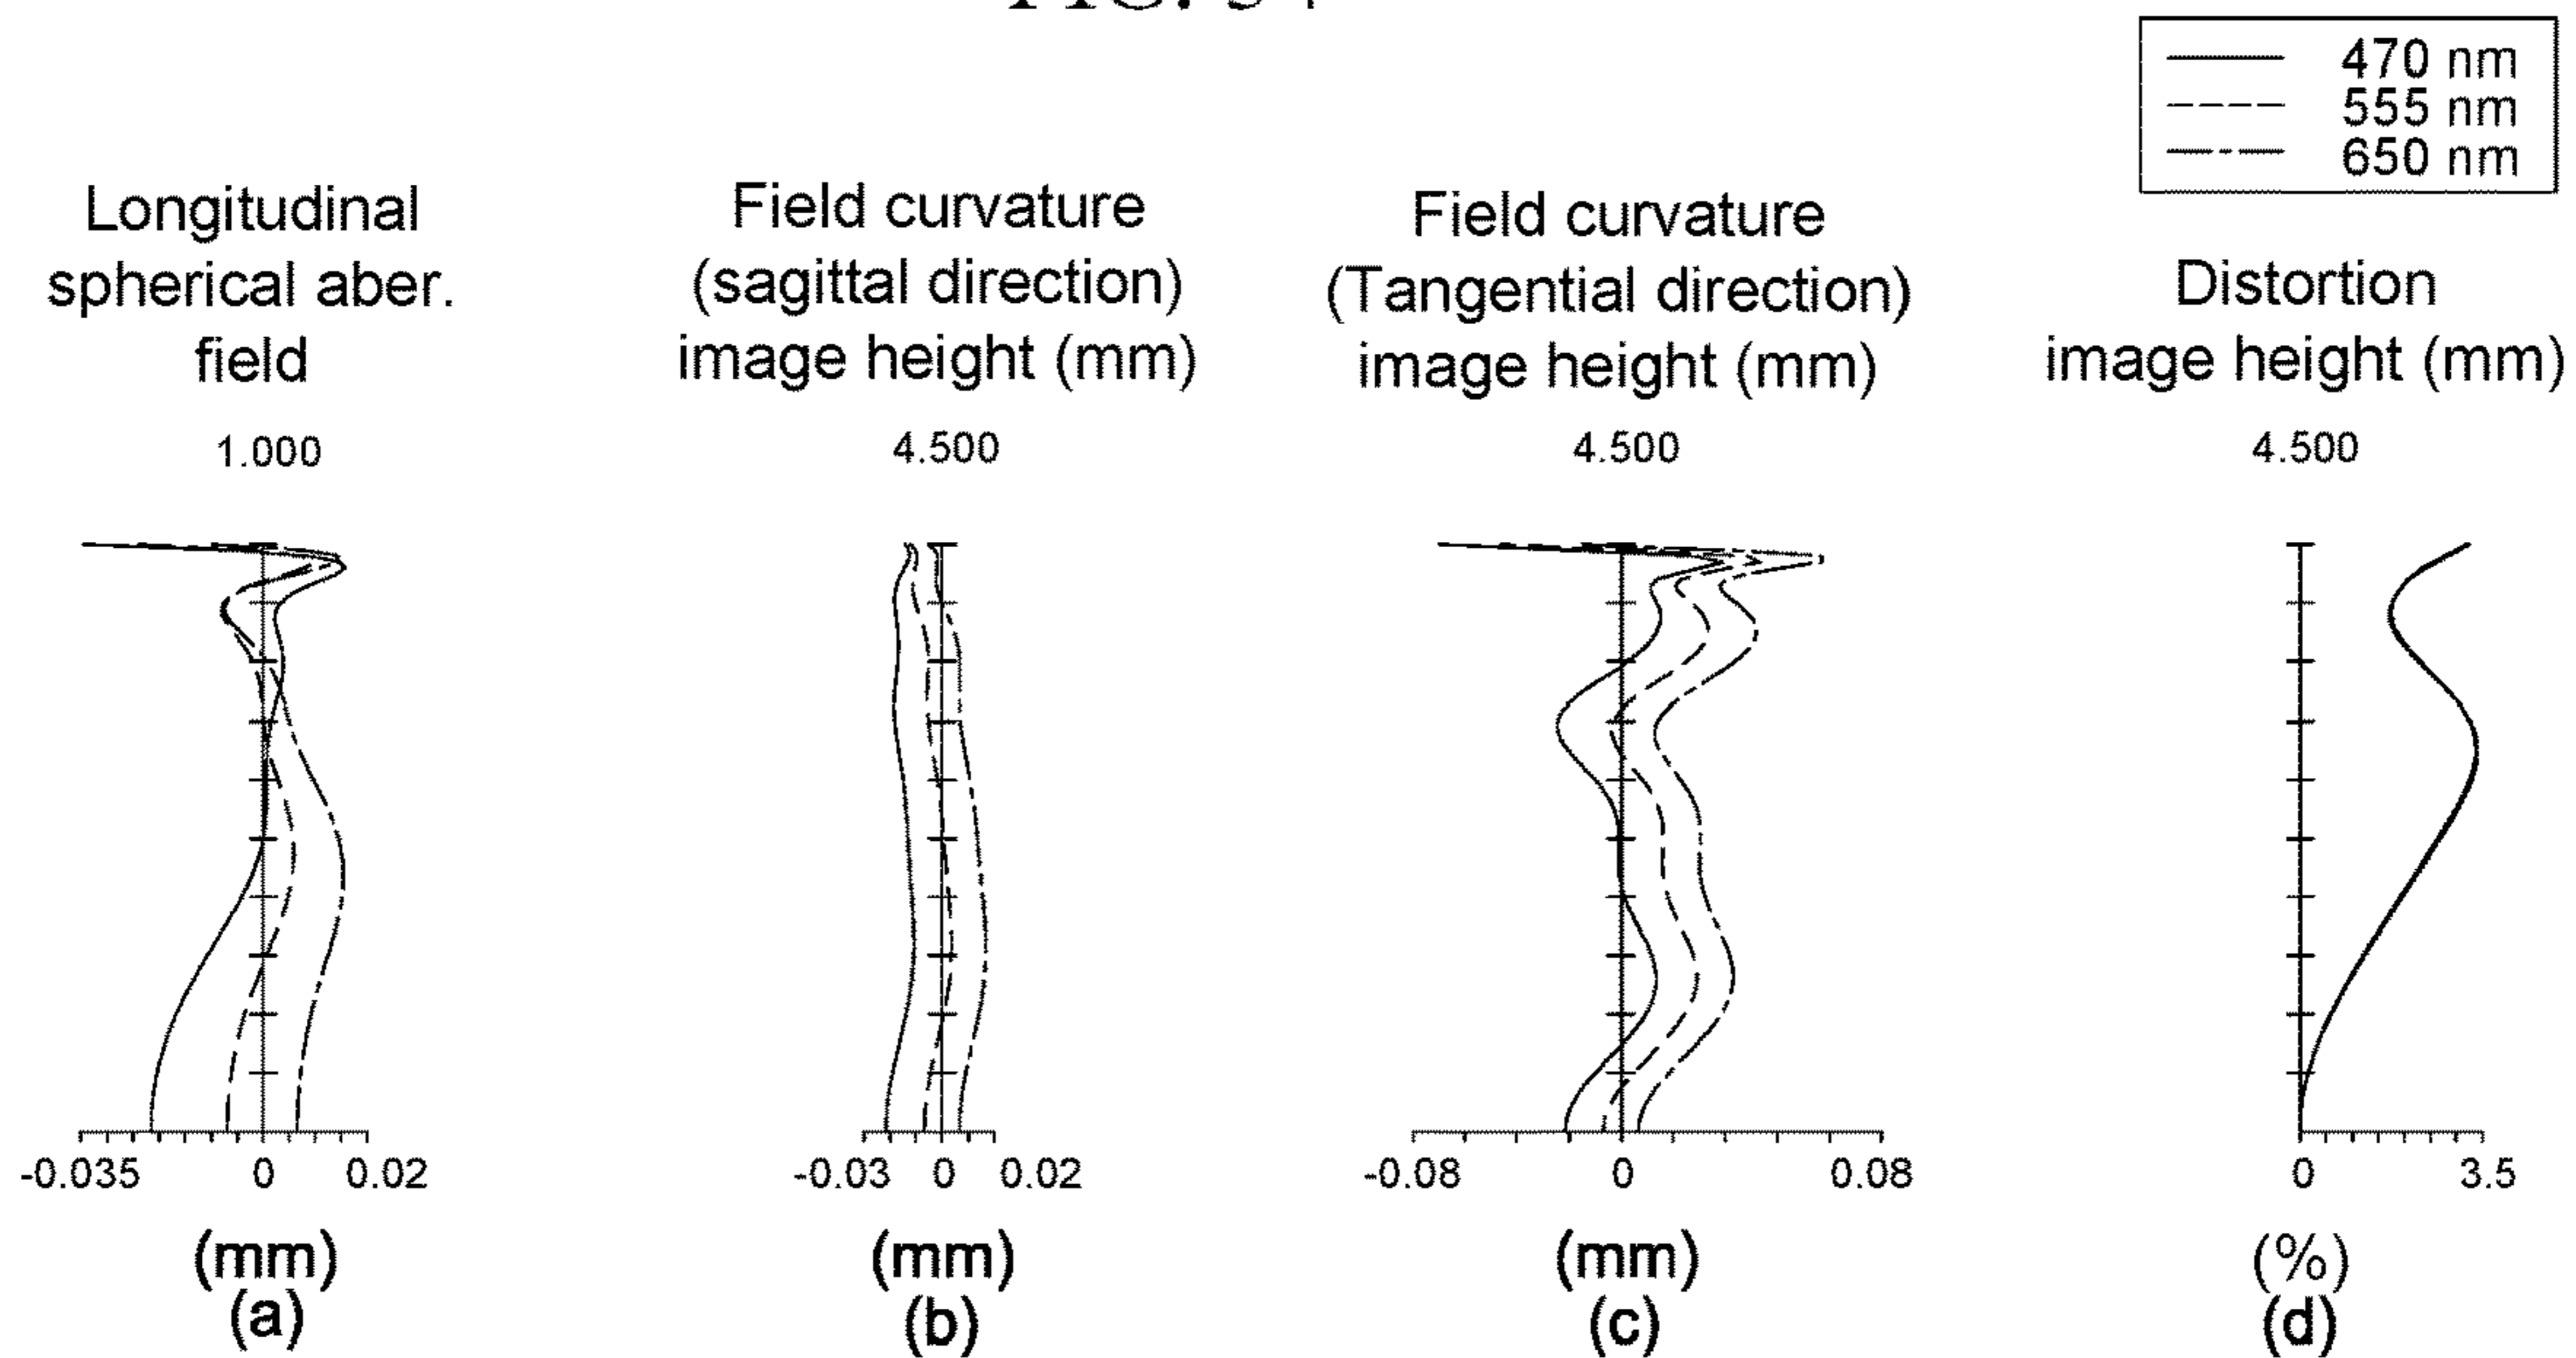 470 nm
555 nm
650 nm
Longitudinal
spherical aber.
field
1.000
Field curvature
(sagittal direction)
image height (mm)
4.500
Field curvature
(Tangential direction)
image height (mm)
4.500
Distortion
image height (mm)
4.500
-0.035 0 0.02
(mm)
(a)
-0.03 0 0.02
(mm)
(b)
-0.08 0 0.08
(mm)
(c)
0 3.5
(%)
(d)